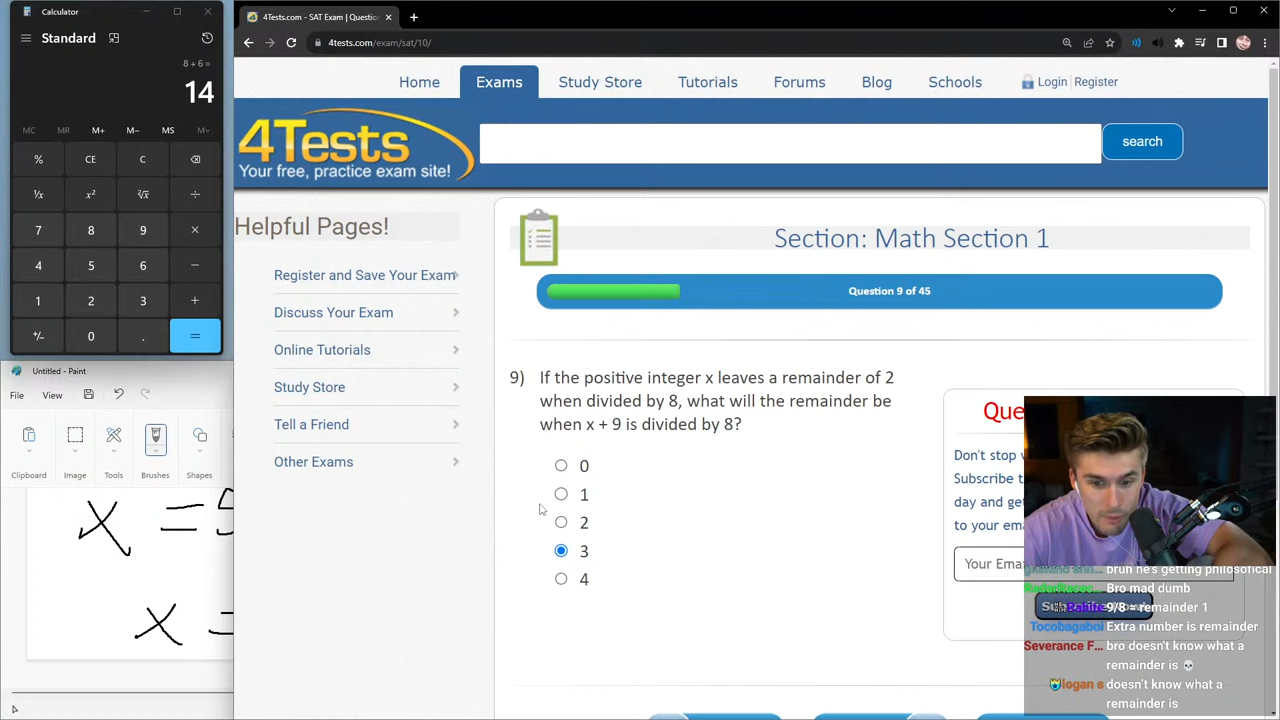 Calculator
Standard
8 + 6 =
14
MC MR M+ M− MS M˅
% CE C
¹/x x² ²√x ÷
7 8 9 ×
4 5 6 −
1 2 3 +
+/− 0 . =
Untitled - Paint
File View
Clipboard Image Tools Brushes Shapes
x =
x =
4Tests.com - SAT Exam | Question
4tests.com/exam/sat/10/
Home Exams Study Store Tutorials Forums Blog Schools Login | Register
4Tests
Your free, practice exam site!
search
Helpful Pages!
Register and Save Your Exam
Discuss Your Exam
Online Tutorials
Study Store
Tell a Friend
Other Exams
Section: Math Section 1
Question 9 of 45
9) If the positive integer x leaves a remainder of 2
when divided by 8, what will the remainder be
when x + 9 is divided by 8?
0
1
2
3
4
Que
Don't stop
Subscribe t
day and get
to your ema
Your Ema
bruh he's getting philosofical
Bro mad dumb
9/8 = remainder 1
Tocobagaboi Extra number is remainder
Severance F... bro doesn't know what a
remainder is 💀
logan s doesn't know what a
remainder is